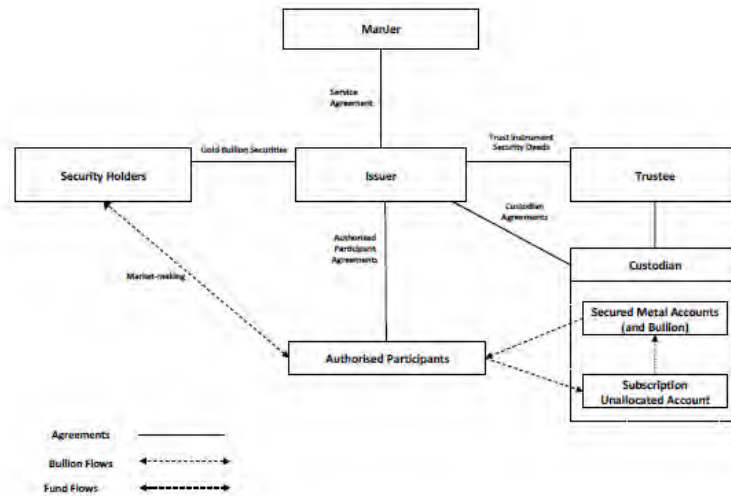 ManJer
Service
Agreement
Gold Bullion Securities
Trust Instrument
Security Deeds
Security Holders
Issuer
Trustee
Custodian
Agreements
Authorised
Participant
Agreements
Market-making
Custodian
Secured Metal Accounts
(and Bullion)
Authorised Participants
Subscription
Unallocated Account
Agreements
Bullion Flows
Fund Flows